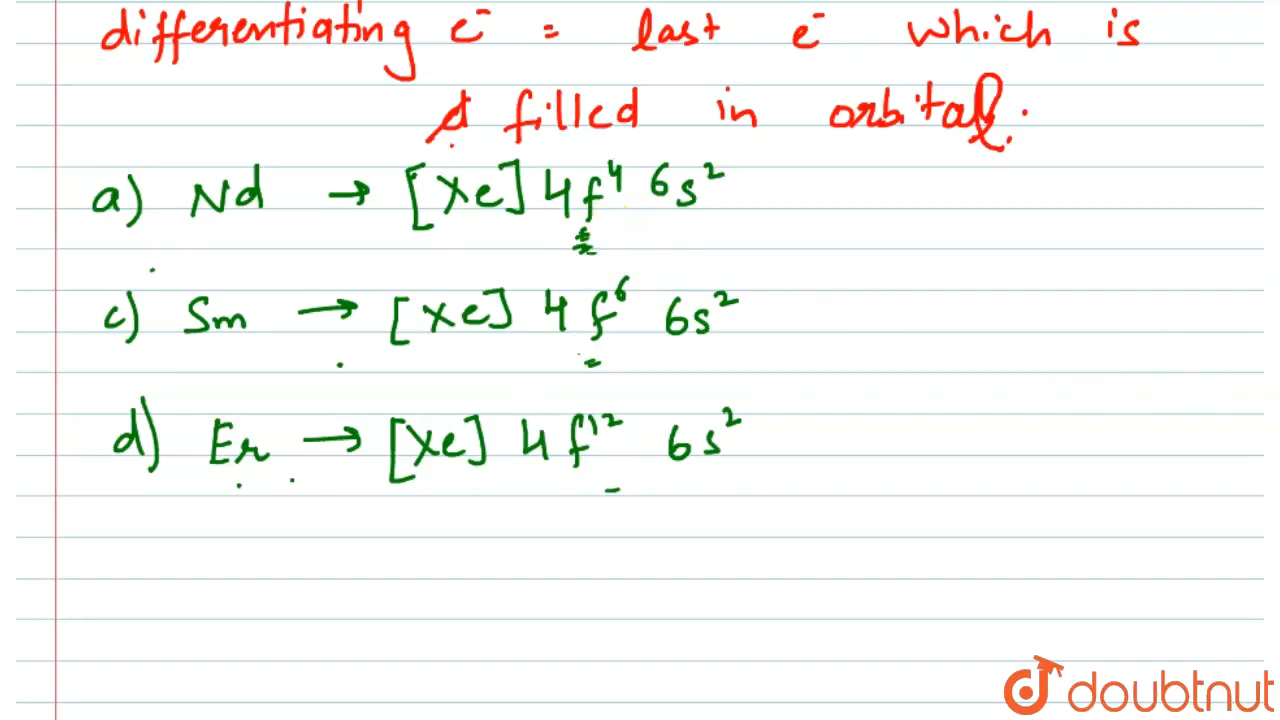 differentiating e⁻ = last e⁻ which is
filled in orbital.
a) Nd → [Xe] 4f⁴ 6s²
c) Sm → [Xe] 4f⁶ 6s²
d) Er → [Xe] 4f¹² 6s²
doubtnut